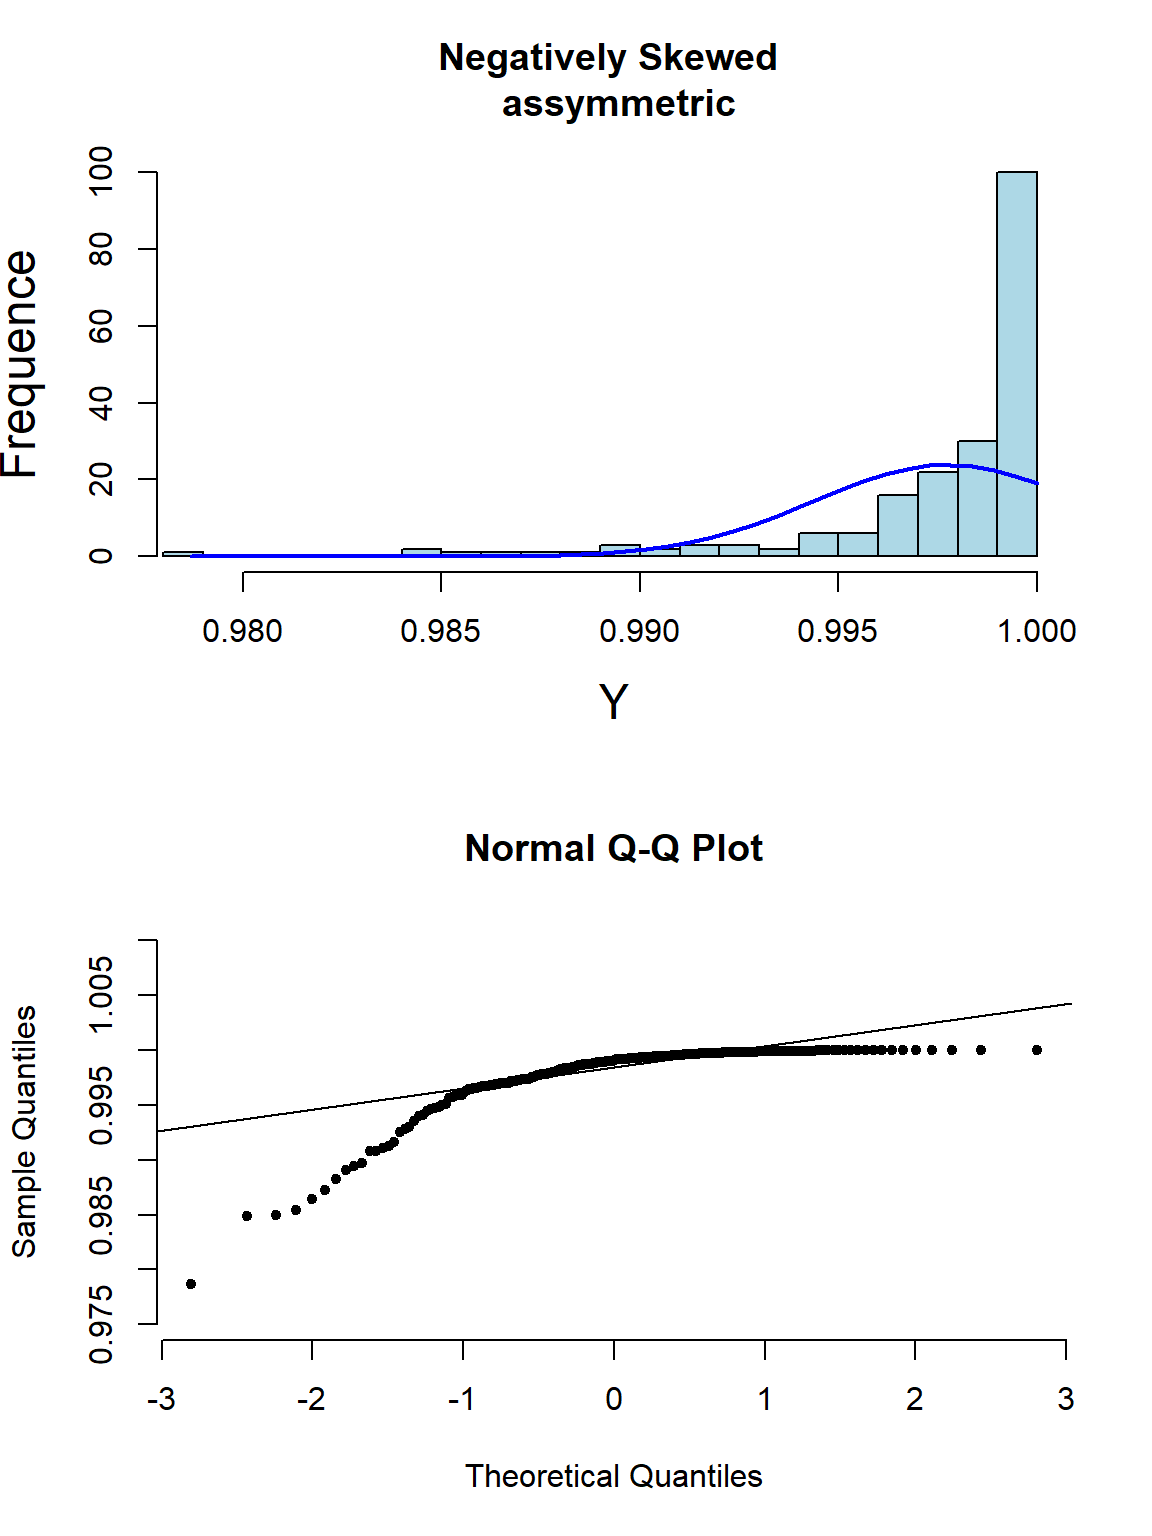 Negatively Skewed
assymmetric
Frequence
100
80
60
40
20
0
0.980 0.985 0.990 0.995 1.000
Y
Normal Q-Q Plot
Sample Quantiles
1.005
0.995
0.985
0.975
-3 -2 -1 0 1 2 3
Theoretical Quantiles